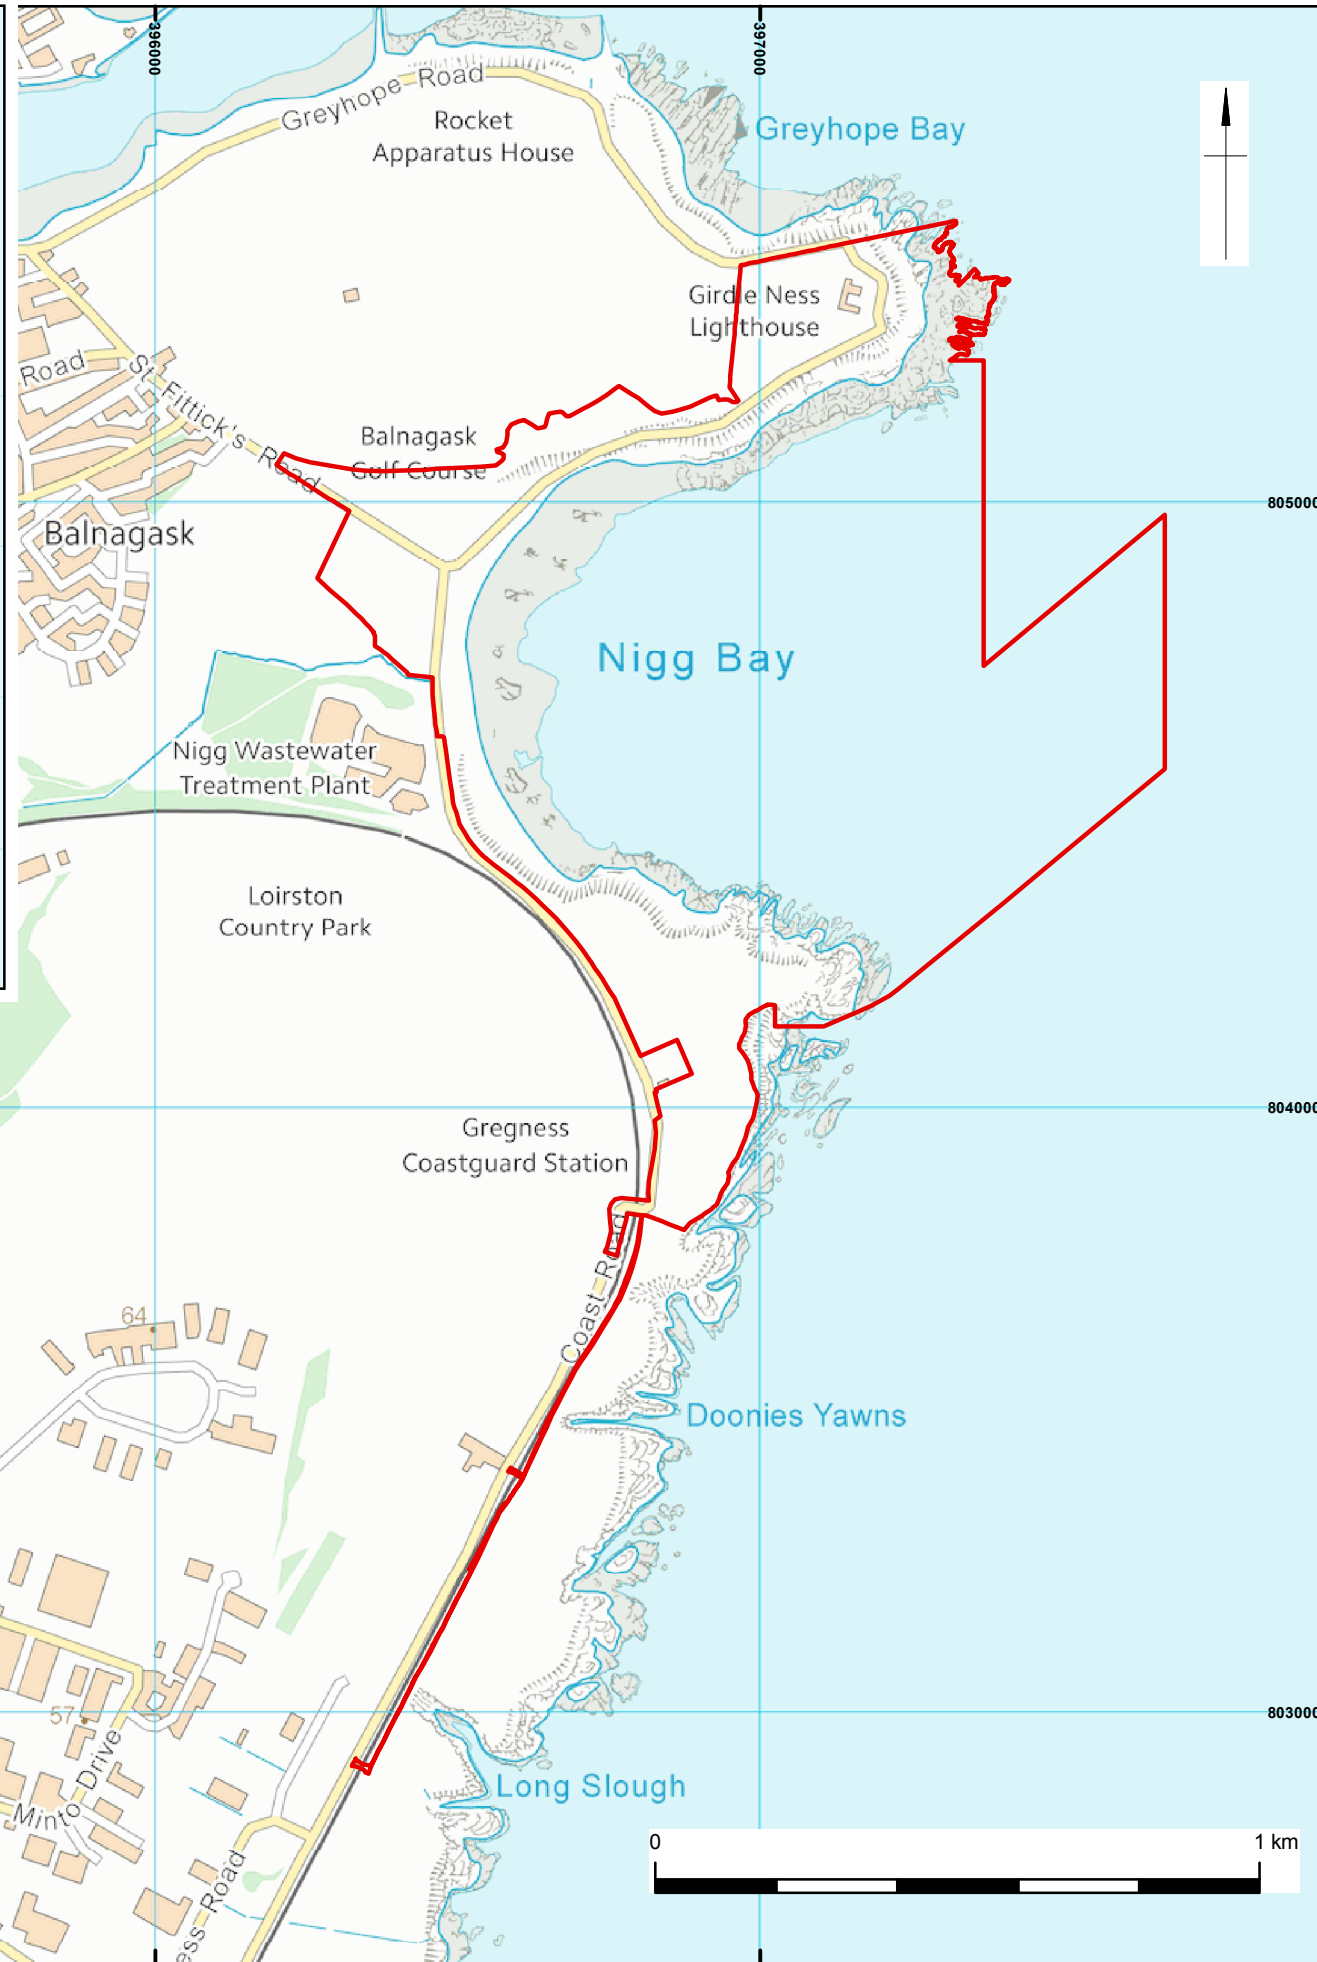 396000
397000
Greyhope Road
Rocket
Apparatus House
Greyhope Bay
Girdle Ness
Lighthouse
Road
St. Fittick's Road
Balnagask
Golf Course
805000
Balnagask
Nigg Bay
Nigg Wastewater
Treatment Plant
Loirston
Country Park
804000
Gregness
Coastguard Station
Coast Road
64
Doonies Yawns
57
803000
Minto Drive
Long Slough
ess Road
0
1 km